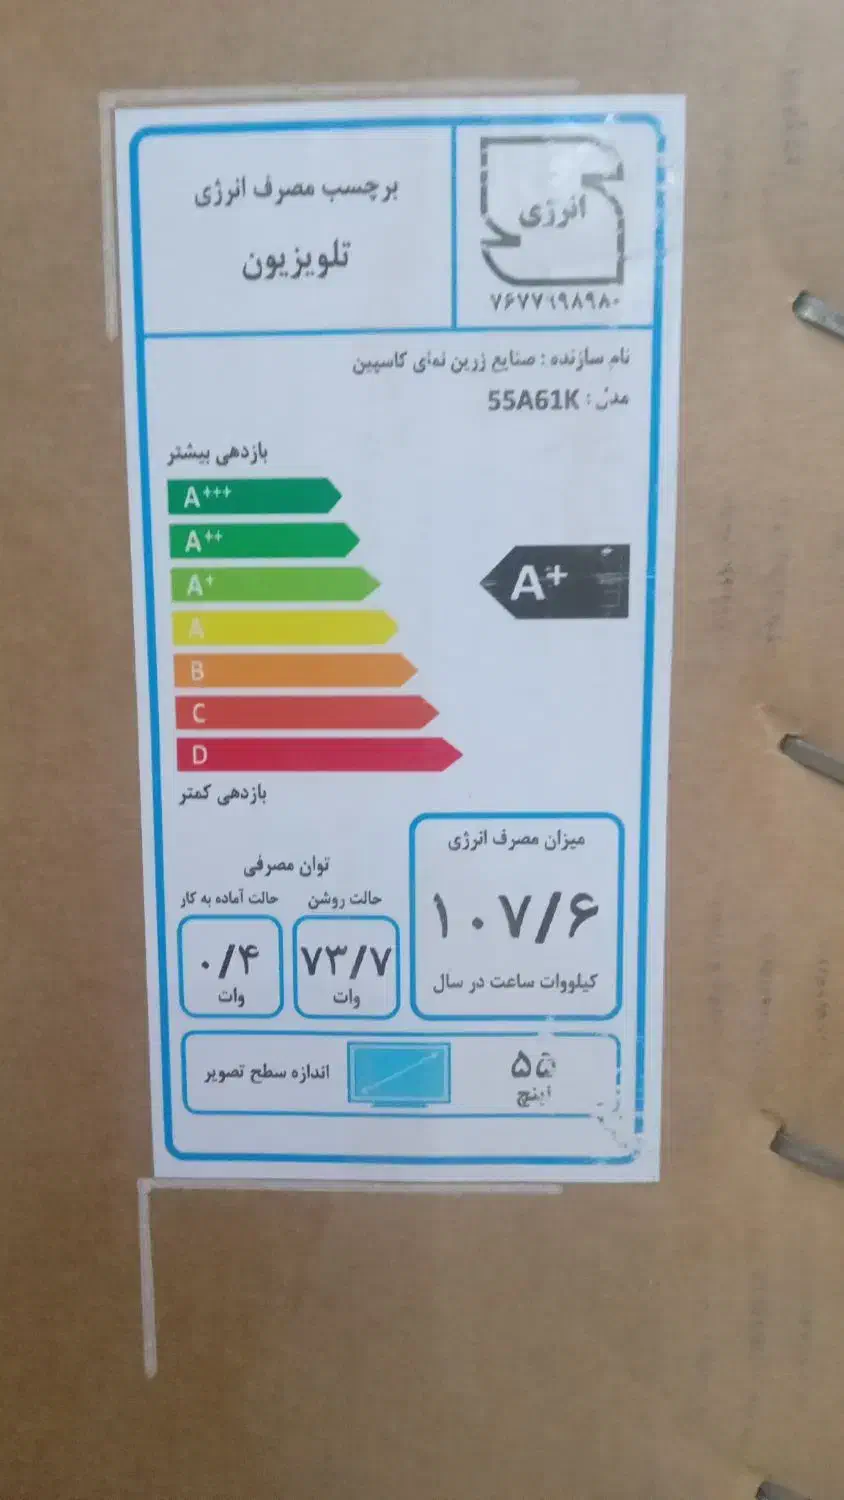 برچسب مصرف انرژی
تلویزیون
انرژی
نام سازنده : صنایع زرین نمای کاسپین
مدل : 55A61K
بازدهی بیشتر
A+++
A++
A+
A
B
C
D
A+
بازدهی کمتر
میزان مصرف انرژی
۱۰۷/۶
کیلووات ساعت در سال
توان مصرفی
حالت روشن
۷۳/۷
وات
حالت آماده به کار
۰/۴
وات
۵۵
اینچ
اندازه سطح تصویر